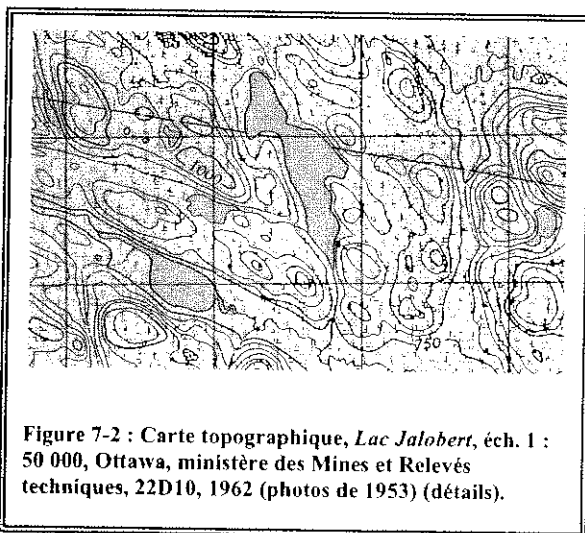 1000
750
Figure 7-2 : Carte topographique, Lac Jalobert, éch. 1 :
50 000, Ottawa, ministère des Mines et Relevés
techniques, 22D10, 1962 (photos de 1953) (détails).